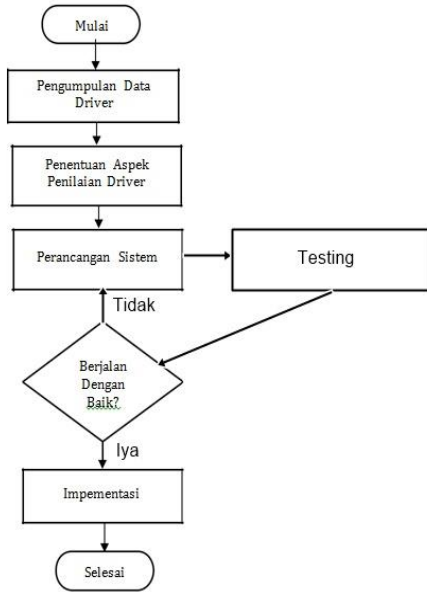 Mulai
Pengumpulan Data
Driver
Penentuan Aspek
Penilaian Driver
Perancangan Sistem
Testing
Tidak
Berjalan
Dengan
Baik?
Iya
Impementasi
Selesai